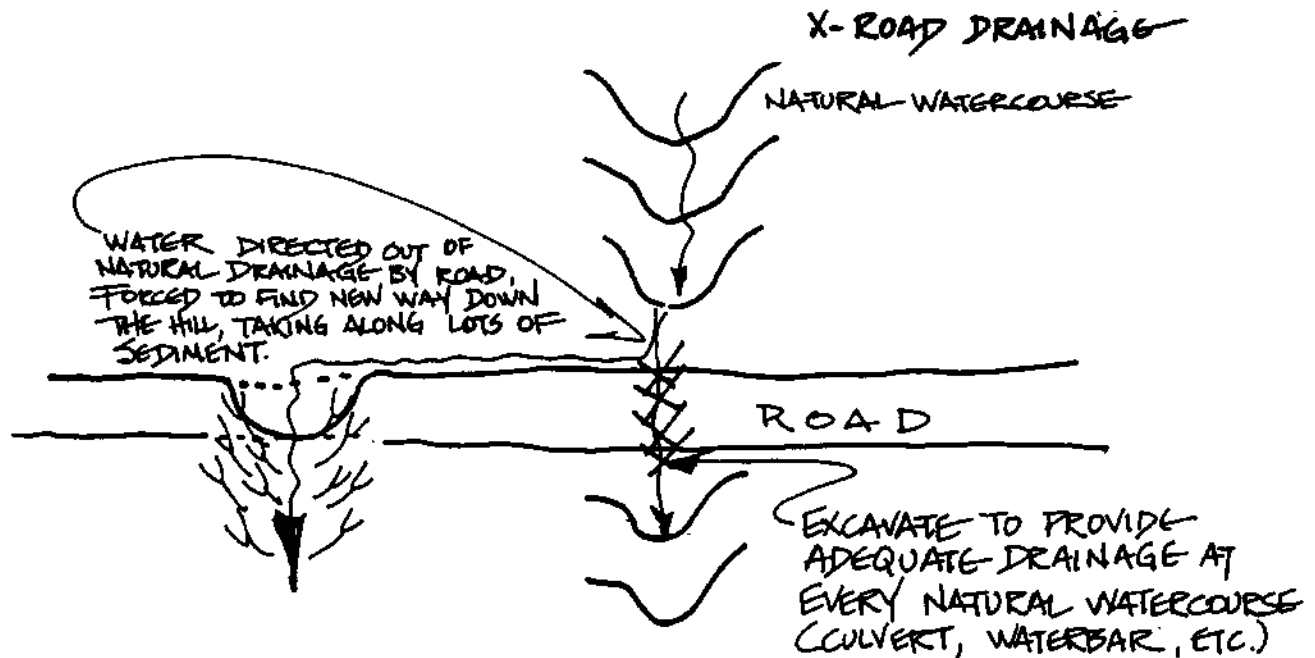 X-ROAD DRAINAGE
NATURAL WATERCOURSE
WATER DIRECTED OUT OF
NATURAL DRAINAGE BY ROAD,
FORCED TO FIND NEW WAY DOWN
THE HILL, TAKING ALONG LOTS OF
SEDIMENT.
ROAD
EXCAVATE TO PROVIDE
ADEQUATE DRAINAGE AT
EVERY NATURAL WATERCOURSE
(CULVERT, WATERBAR, ETC.)